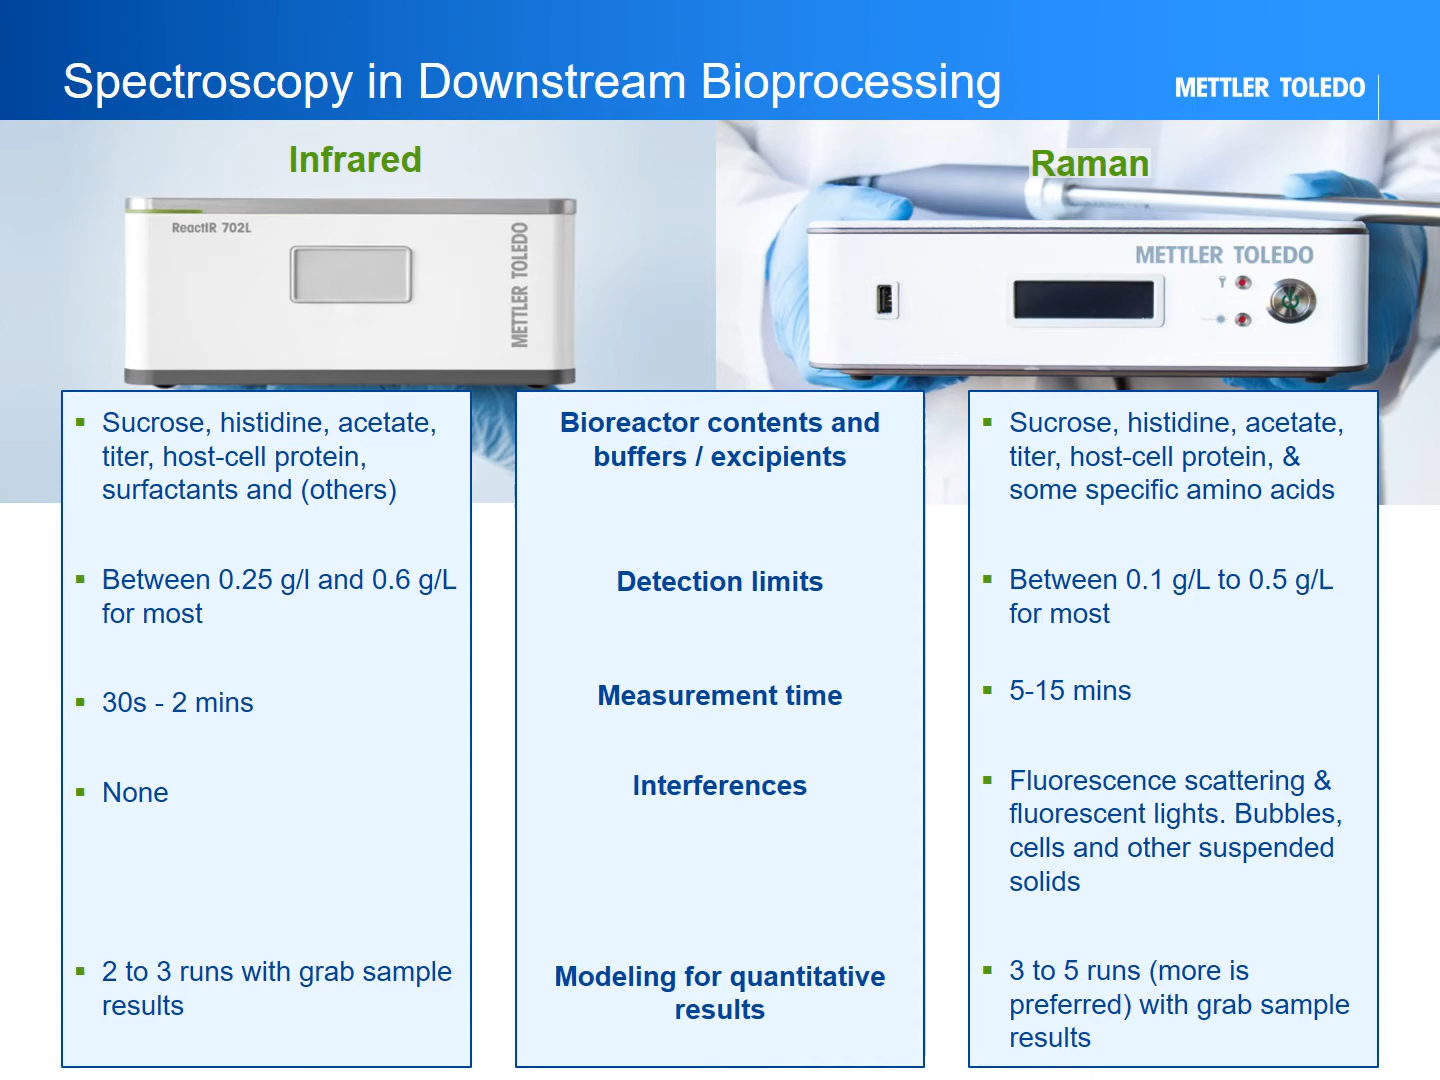 Spectroscopy in Downstream Bioprocessing
METTLER TOLEDO
Infrared
Raman
ReactIR 702L
METTLER TOLEDO
METTLER TOLEDO
▪ Sucrose, histidine, acetate,
titer, host-cell protein,
surfactants and (others)
▪ Between 0.25 g/l and 0.6 g/L
for most
▪ 30s - 2 mins
▪ None
▪ 2 to 3 runs with grab sample
results
Bioreactor contents and
buffers / excipients
Detection limits
Measurement time
Interferences
Modeling for quantitative
results
▪ Sucrose, histidine, acetate,
titer, host-cell protein, &
some specific amino acids
▪ Between 0.1 g/L to 0.5 g/L
for most
▪ 5-15 mins
▪ Fluorescence scattering &
fluorescent lights. Bubbles,
cells and other suspended
solids
▪ 3 to 5 runs (more is
preferred) with grab sample
results